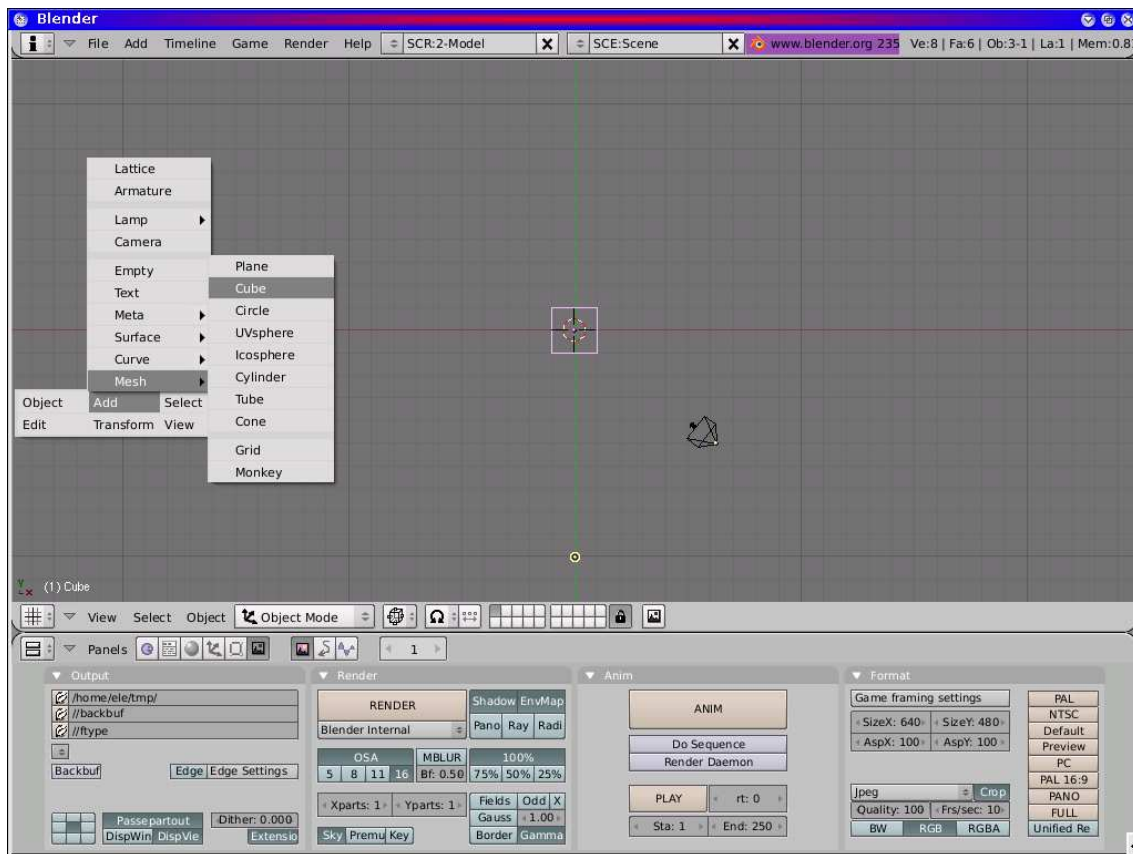 Blender
File Add Timeline Game Render Help SCR:2-Model X SCE:Scene X www.blender.org 235 Ve:8 | Fa:6 | Ob:3-1 | La:1 | Mem:0.8
Lattice
Armature
Lamp
Camera
Empty
Text
Meta
Surface
Curve
Mesh
Plane
Cube
Circle
UVsphere
Icosphere
Cylinder
Tube
Cone
Grid
Monkey
Object Add Select
Edit Transform View
Y
x
(1) Cube
View Select Object Object Mode
Panels 1
Output
/home/ele/tmp/
//backbuf
//ftype
Backbuf Edge Edge Settings
Passepartout Dither: 0.000
DispWin DispVie Extensio
Render
RENDER
Blender Internal
Shadow EnvMap
Pano Ray Radi
OSA MBLUR 100%
5 8 11 16 Bf: 0.50 75% 50% 25%
Xparts: 1 Yparts: 1
Fields Odd X
Gauss 1.00
Sky Premu Key Border Gamma
Anim
ANIM
Do Sequence
Render Daemon
PLAY rt: 0
Sta: 1 End: 250
Format
Game framing settings
SizeX: 640 SizeY: 480
AspX: 100 AspY: 100
Jpeg Crop
Quality: 100 Frs/sec: 10
BW RGB RGBA
PAL
NTSC
Default
Preview
PC
PAL 16:9
PANO
FULL
Unified Re